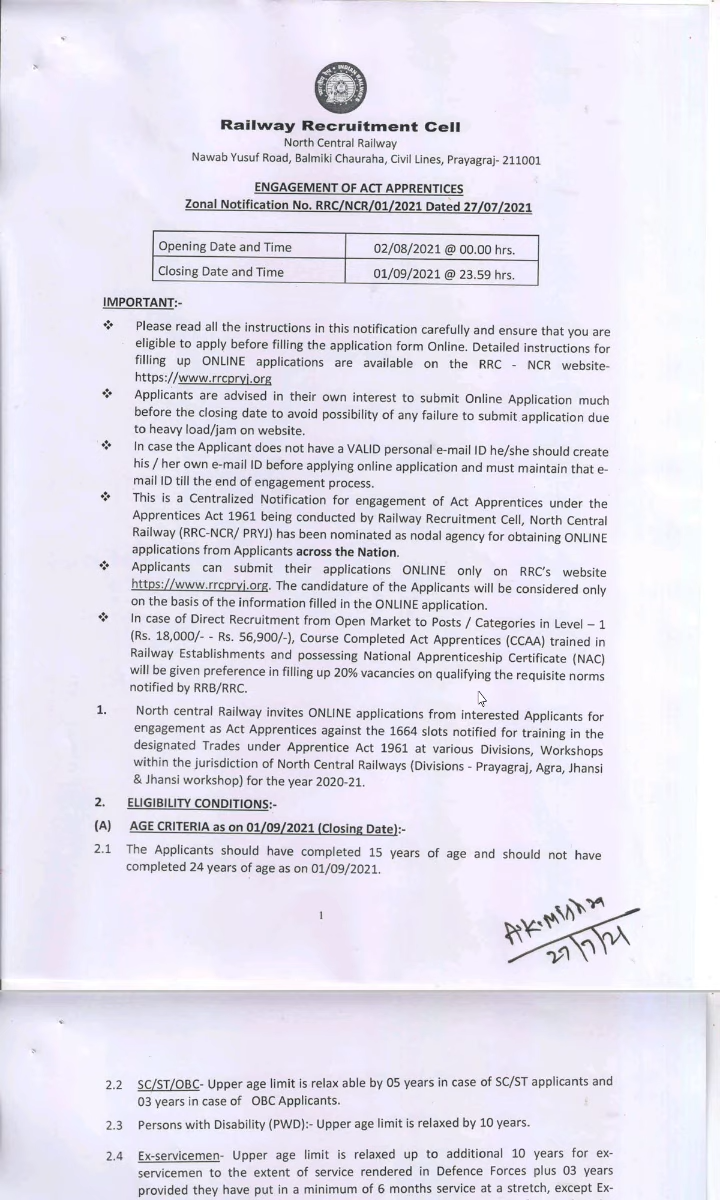 Railway Recruitment Cell
North Central Railway
Nawab Yusuf Road, Balmiki Chauraha, Civil Lines, Prayagraj- 211001
ENGAGEMENT OF ACT APPRENTICES
Zonal Notification No. RRC/NCR/01/2021 Dated 27/07/2021
Opening Date and Time 02/08/2021 @ 00.00 hrs.
Closing Date and Time 01/09/2021 @ 23.59 hrs.
IMPORTANT:-
❖ Please read all the instructions in this notification carefully and ensure that you are
eligible to apply before filling the application form Online. Detailed instructions for
filling up ONLINE applications are available on the RRC - NCR website-
https://www.rrcpryj.org
❖ Applicants are advised in their own interest to submit Online Application much
before the closing date to avoid possibility of any failure to submit application due
to heavy load/jam on website.
❖ In case the Applicant does not have a VALID personal e-mail ID he/she should create
his / her own e-mail ID before applying online application and must maintain that e-
mail ID till the end of engagement process.
❖ This is a Centralized Notification for engagement of Act Apprentices under the
Apprentices Act 1961 being conducted by Railway Recruitment Cell, North Central
Railway (RRC-NCR/ PRYJ) has been nominated as nodal agency for obtaining ONLINE
applications from Applicants across the Nation.
❖ Applicants can submit their applications ONLINE only on RRC's website
https://www.rrcpryj.org. The candidature of the Applicants will be considered only
on the basis of the information filled in the ONLINE application.
❖ In case of Direct Recruitment from Open Market to Posts / Categories in Level – 1
(Rs. 18,000/- - Rs. 56,900/-), Course Completed Act Apprentices (CCAA) trained in
Railway Establishments and possessing National Apprenticeship Certificate (NAC)
will be given preference in filling up 20% vacancies on qualifying the requisite norms
notified by RRB/RRC.
1. North central Railway invites ONLINE applications from interested Applicants for
engagement as Act Apprentices against the 1664 slots notified for training in the
designated Trades under Apprentice Act 1961 at various Divisions, Workshops
within the jurisdiction of North Central Railways (Divisions - Prayagraj, Agra, Jhansi
& Jhansi workshop) for the year 2020-21.
2. ELIGIBILITY CONDITIONS:-
(A) AGE CRITERIA as on 01/09/2021 (Closing Date):-
2.1 The Applicants should have completed 15 years of age and should not have
completed 24 years of age as on 01/09/2021.
1
A.K.Mishra
27/7/21
2.2 SC/ST/OBC- Upper age limit is relax able by 05 years in case of SC/ST applicants and
03 years in case of OBC Applicants.
2.3 Persons with Disability (PWD):- Upper age limit is relaxed by 10 years.
2.4 Ex-servicemen- Upper age limit is relaxed up to additional 10 years for ex-
servicemen to the extent of service rendered in Defence Forces plus 03 years
provided they have put in a minimum of 6 months service at a stretch, except Ex-